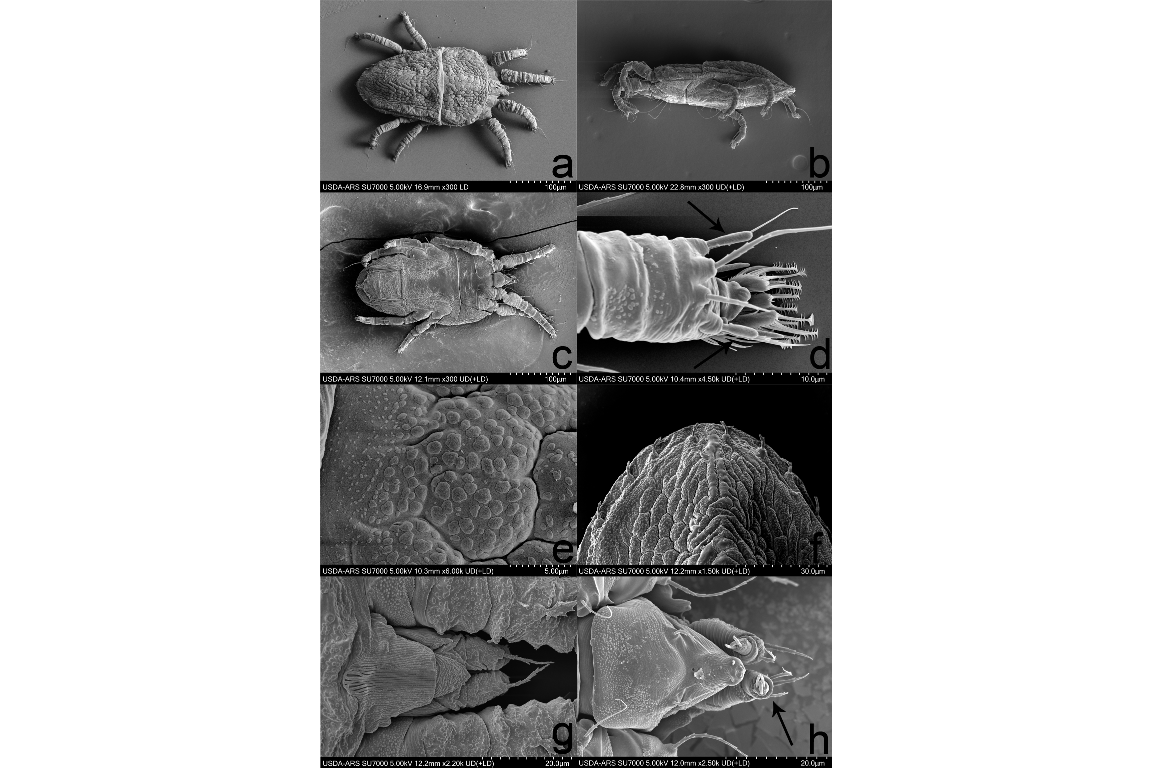 a
USDA-ARS SU7000 5.00kV 16.9mm x300 LD 100µm
b
USDA-ARS SU7000 5.00kV 22.8mm x300 UD(+LD) 100µm
c
USDA-ARS SU7000 5.00kV 12.1mm x300 UD(+LD) 100µm
d
USDA-ARS SU7000 5.00kV 10.4mm x4.50k UD(+LD) 10.0µm
e
USDA-ARS SU7000 5.00kV 10.3mm x6.00k UD(+LD) 5.00µm
f
USDA-ARS SU7000 5.00kV 12.2mm x1.50k UD(+LD) 30.0µm
g
USDA-ARS SU7000 5.00kV 12.2mm x2.20k UD(+LD) 20.0µm
h
USDA-ARS SU7000 5.00kV 12.0mm x2.50k UD(+LD) 20.0µm